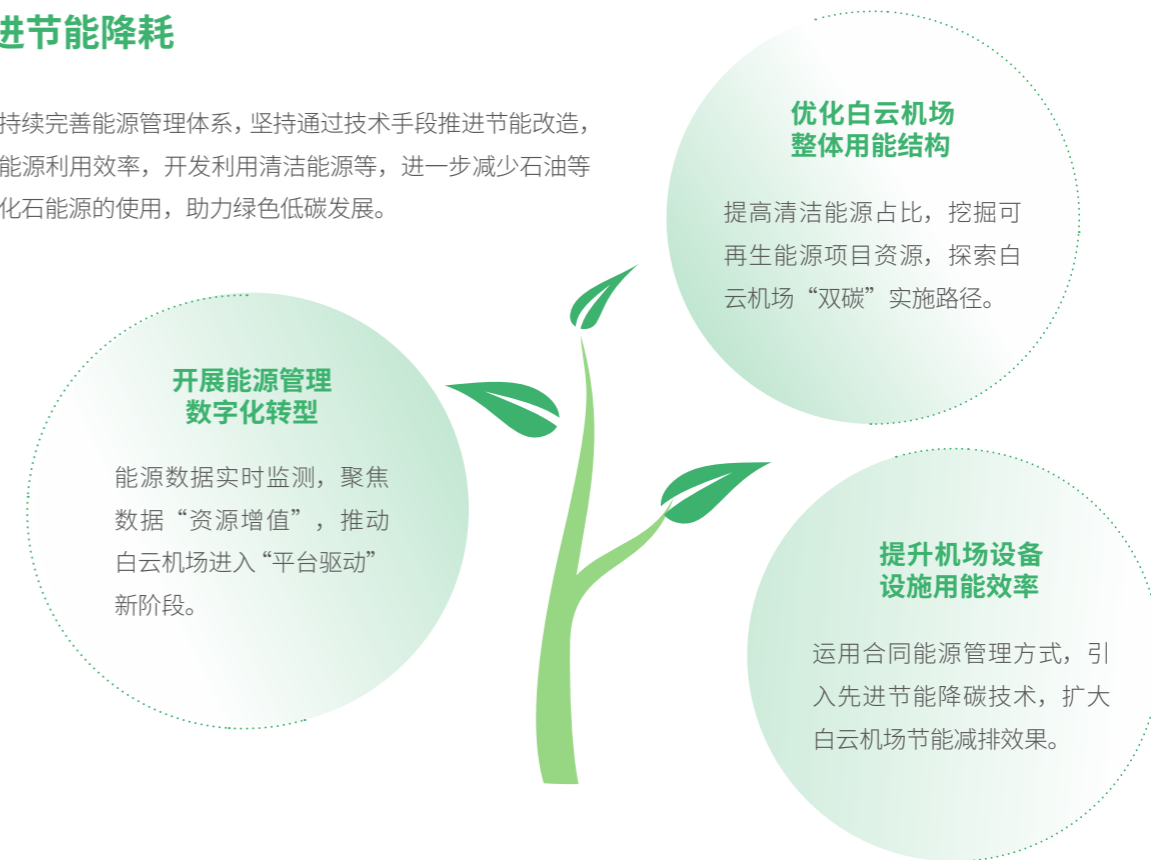 进节能降耗
持续完善能源管理体系，坚持通过技术手段推进节能改造，
能源利用效率，开发利用清洁能源等，进一步减少石油等
化石能源的使用，助力绿色低碳发展。
优化白云机场
整体用能结构
提高清洁能源占比，挖掘可
再生能源项目资源，探索白
云机场“双碳”实施路径。
开展能源管理
数字化转型
能源数据实时监测，聚焦
数据“资源增值”，推动
白云机场进入“平台驱动”
新阶段。
提升机场设备
设施用能效率
运用合同能源管理方式，引
入先进节能降碳技术，扩大
白云机场节能减排效果。